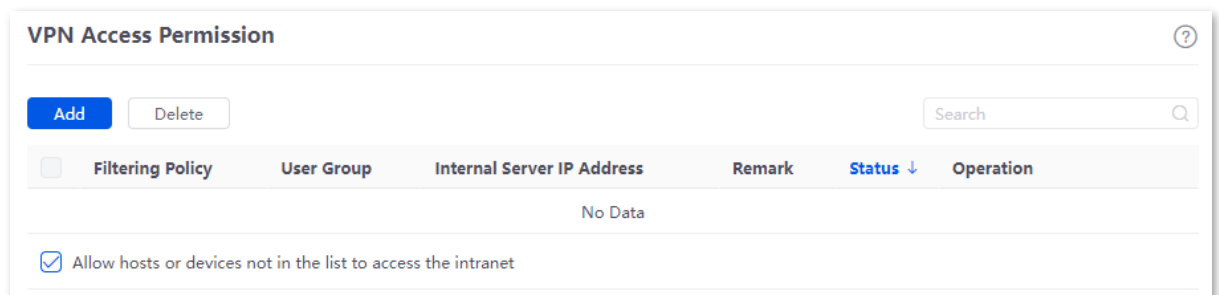 VPN Access Permission
Add Delete Search
Filtering Policy User Group Internal Server IP Address Remark Status ↓ Operation
No Data
Allow hosts or devices not in the list to access the intranet